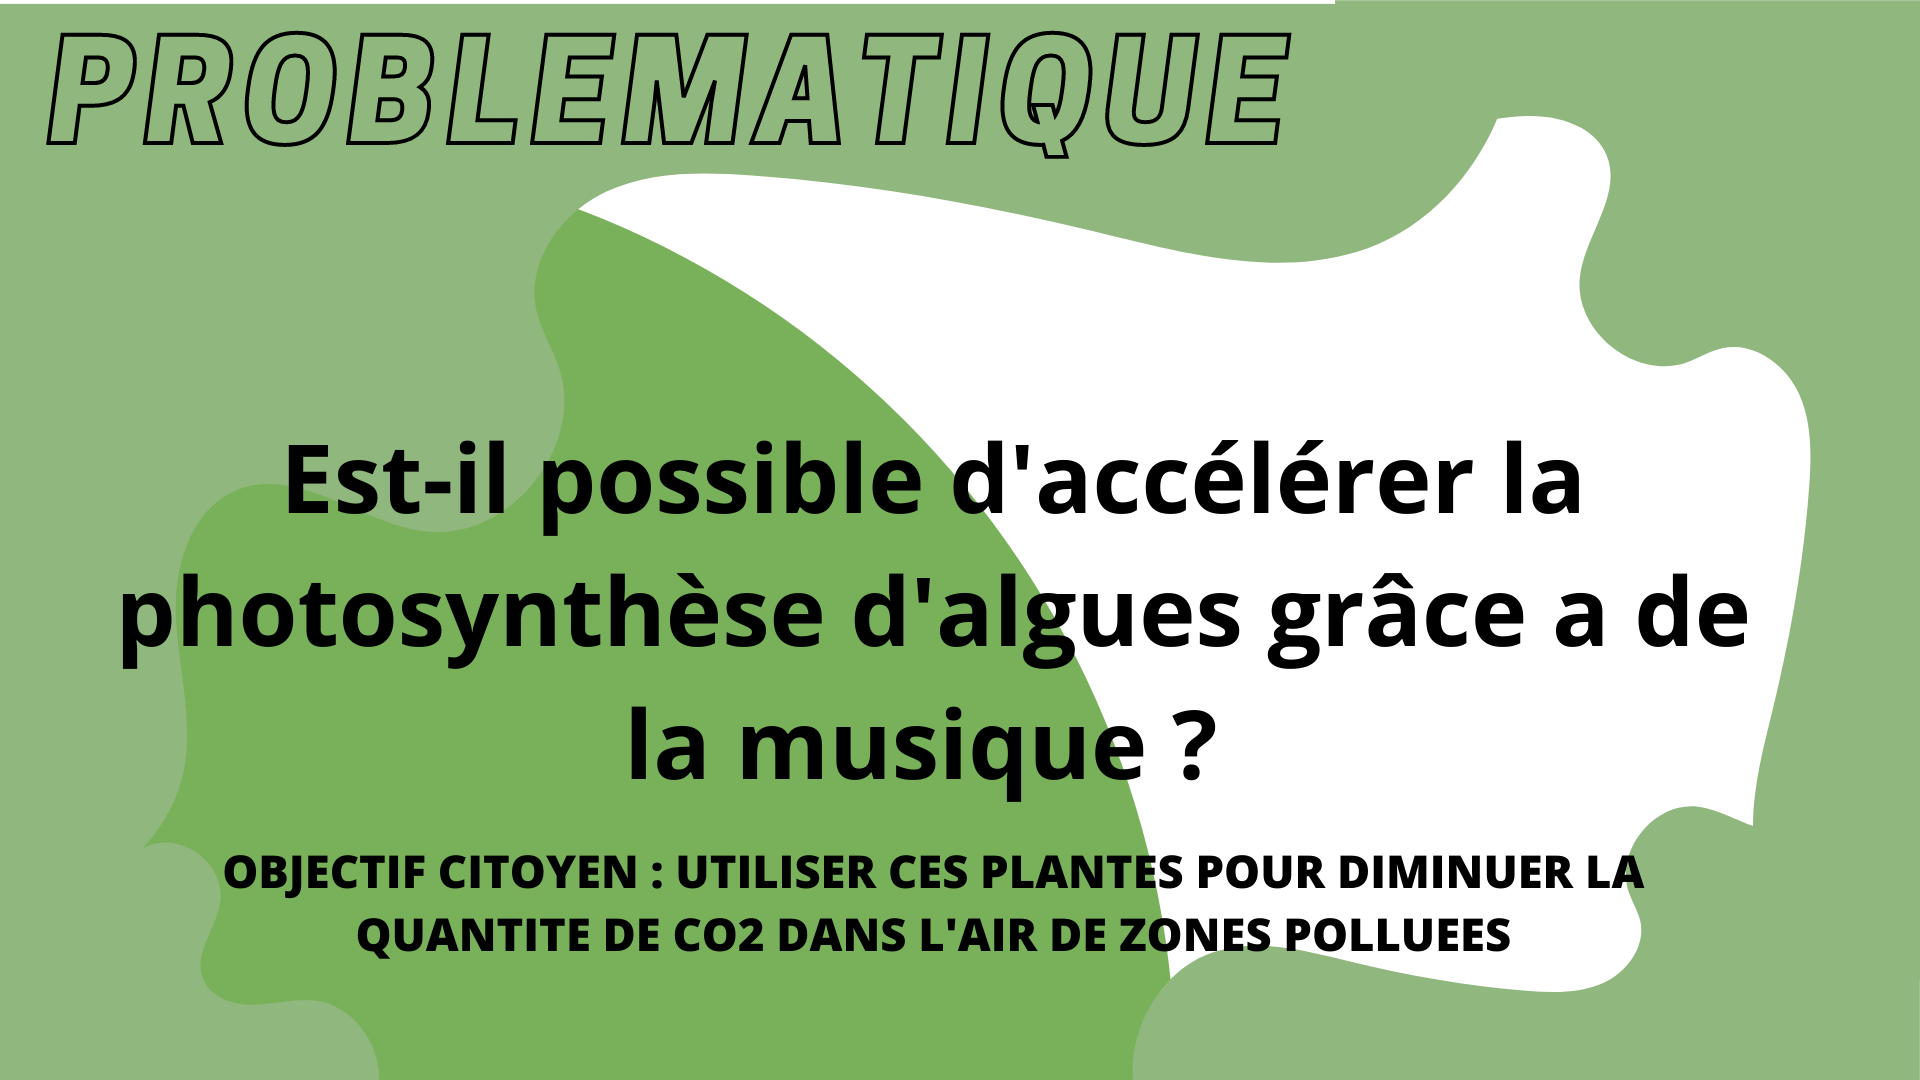 PROBLEMATIQUE
Est-il possible d'accélérer la
photosynthèse d'algues grâce a de
la musique ?
OBJECTIF CITOYEN : UTILISER CES PLANTES POUR DIMINUER LA
QUANTITE DE CO2 DANS L'AIR DE ZONES POLLUEES